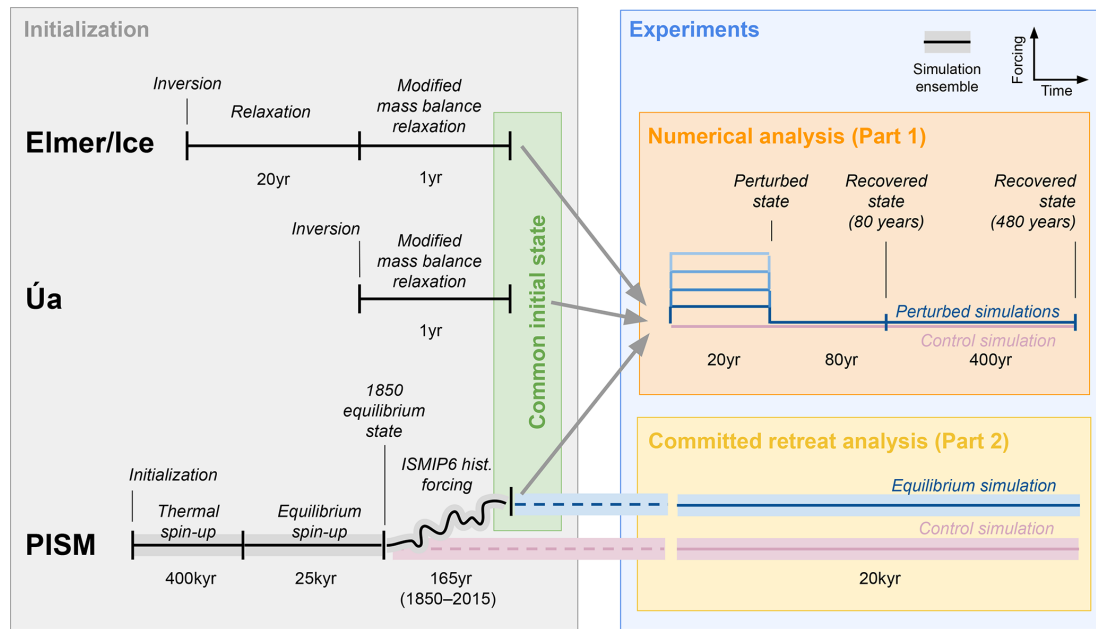 Initialization
Inversion
Relaxation
Modified
mass balance
relaxation
Elmer/Ice
20yr
1yr
Inversion
Modified
mass balance
relaxation
Úa
1yr
Common initial state
1850
equilibrium
state
ISMIP6 hist.
forcing
Initialization
Thermal
spin-up
Equilibrium
spin-up
PISM
400kyr
25kyr
165yr
(1850–2015)
Experiments
Simulation
ensemble
Forcing
Time
Numerical analysis (Part 1)
Perturbed
state
Recovered
state
(80 years)
Recovered
state
(480 years)
Perturbed simulations
Control simulation
20yr
80yr
400yr
Committed retreat analysis (Part 2)
Equilibrium simulation
Control simulation
20kyr